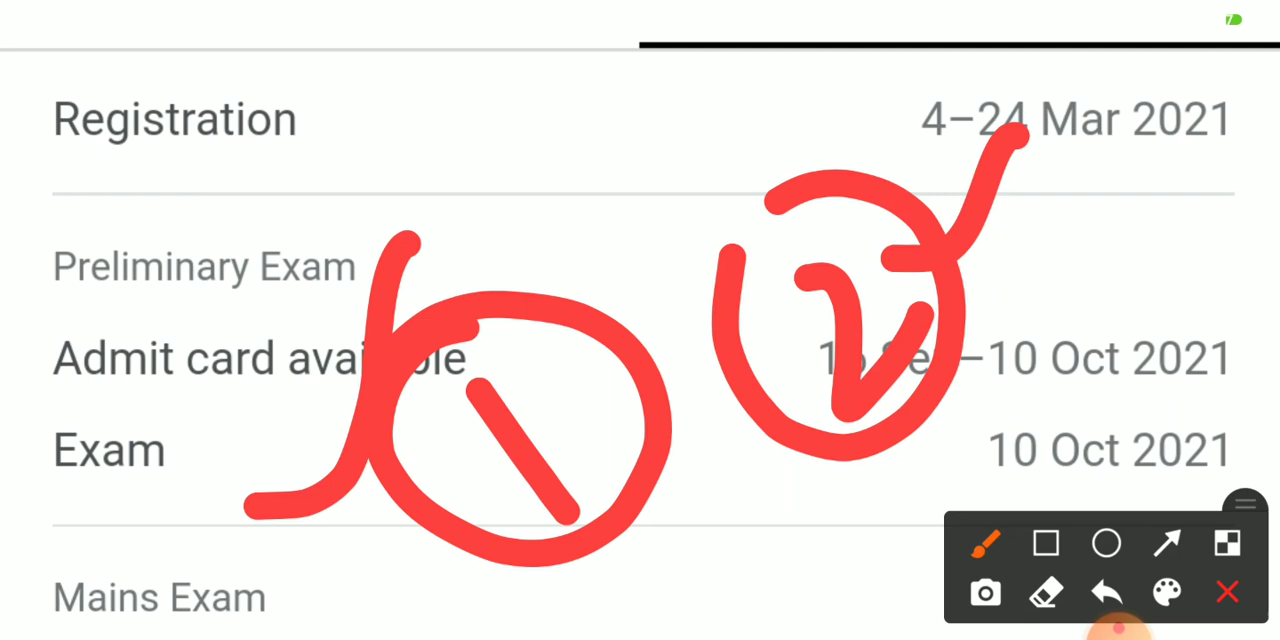 Registration 4–24 Mar 2021
Preliminary Exam
Admit card 10 Oct 2021
Exam 10 Oct 2021
Mains Exam